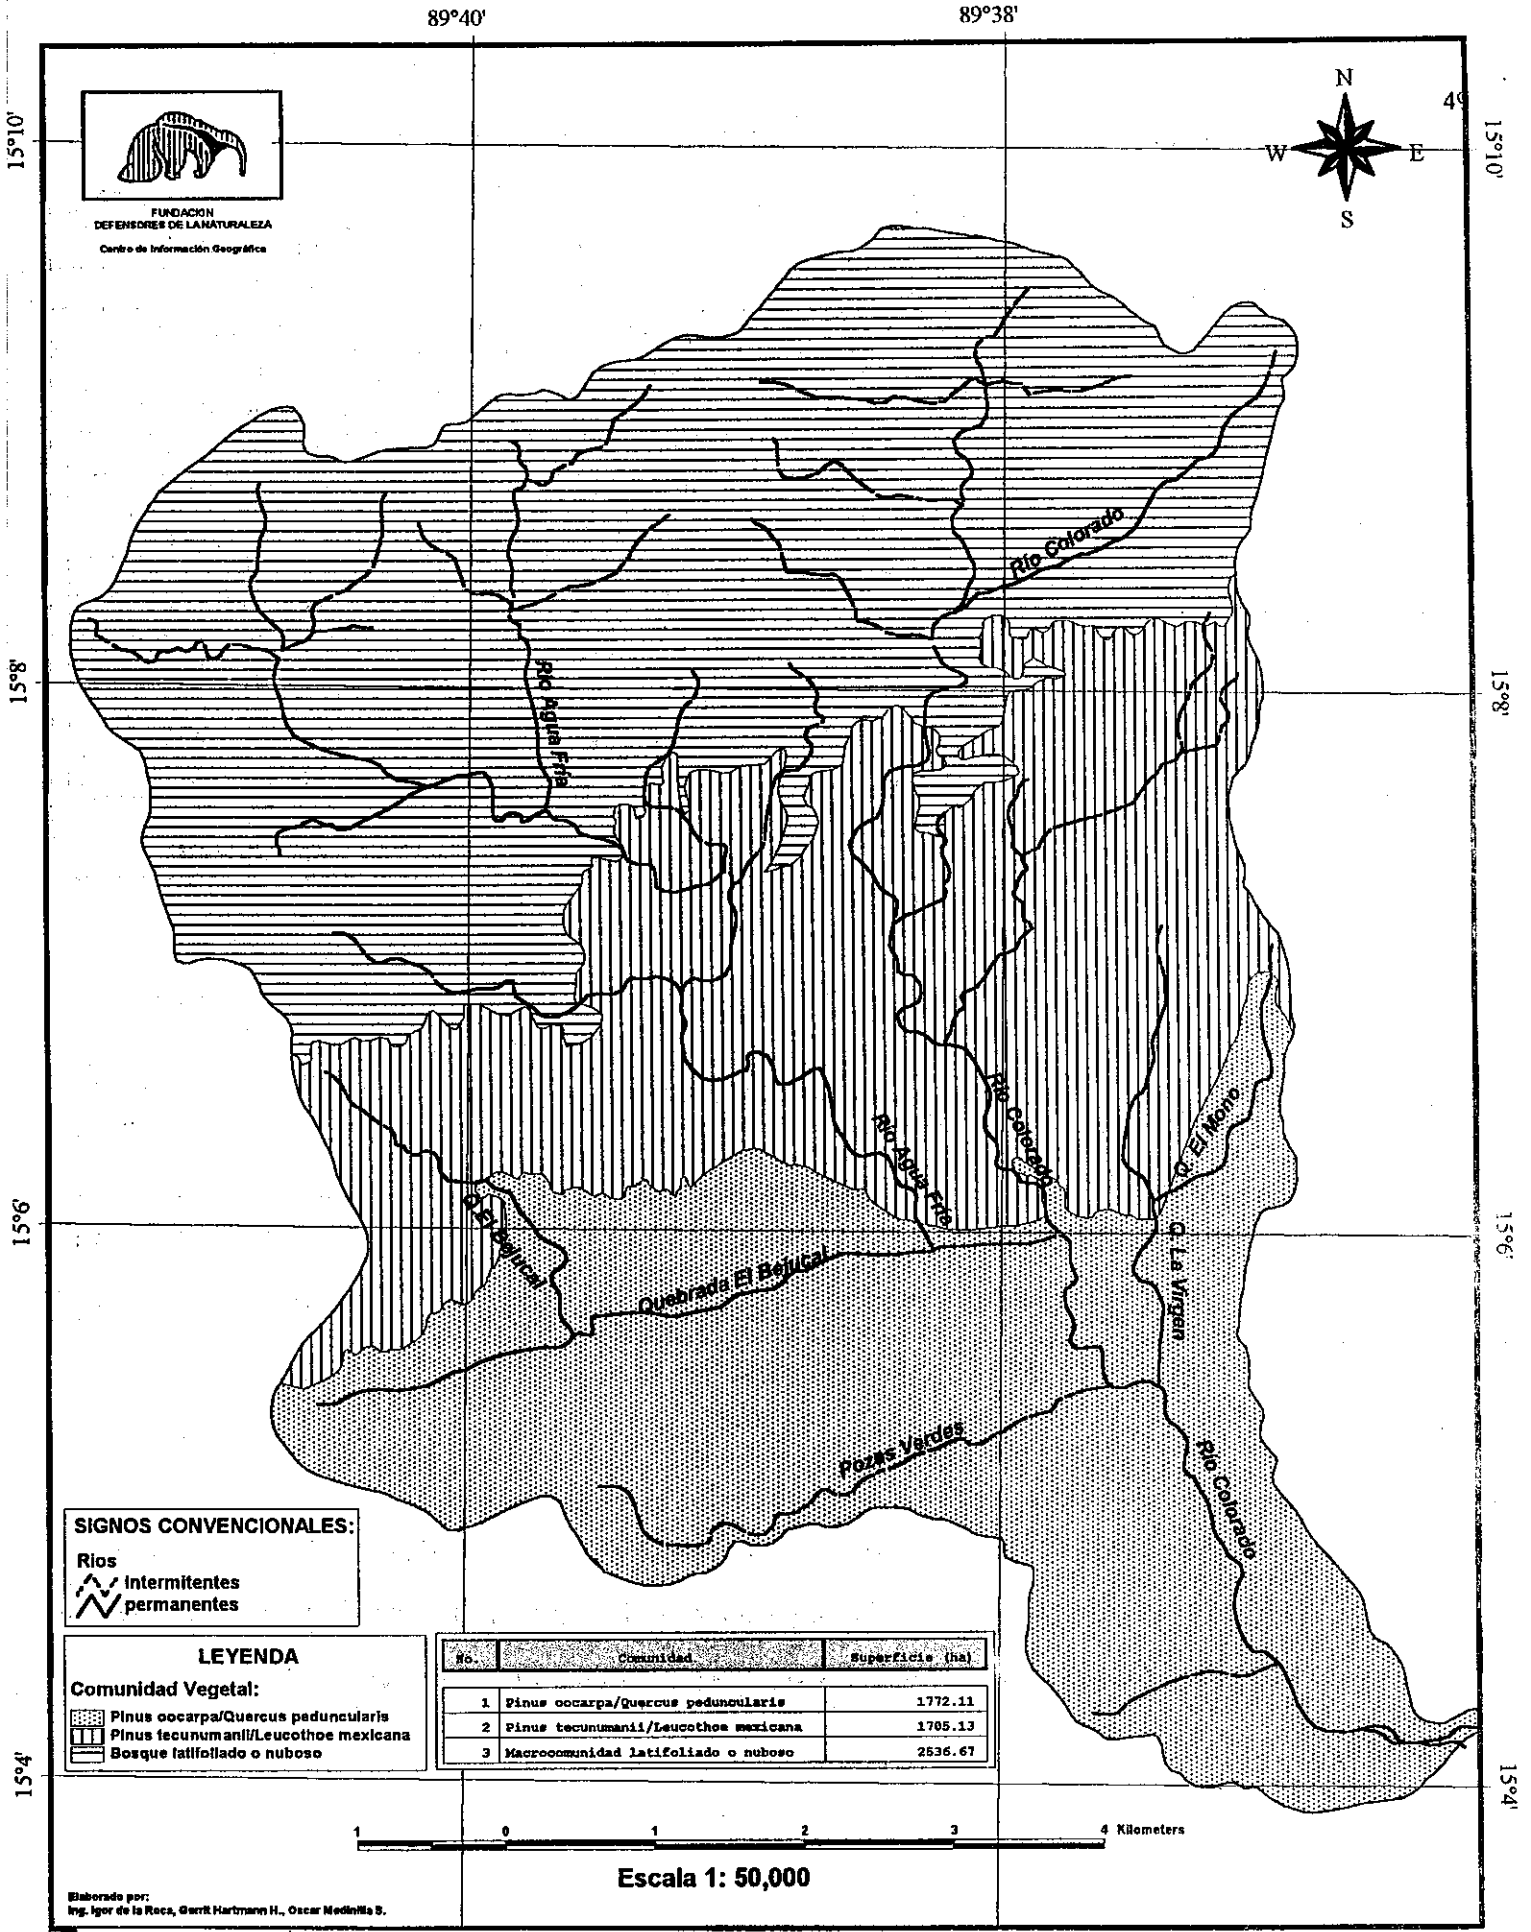 89°40'
89°38'
15°10'
FUNDACION
DEFENSORES DE LA NATURALEZA
Centro de Información Geográfica
N
W
E
S
15°10'
Río Colorado
15°8'
Río Agua Fría
15°8'
Río Colorado
Q. El Mono
Río Agua Fría
15°6'
Q. El Bejucal
Quebrada El Bejucal
Q. La Virgen
15°6'
Pozas Verdes
Río Colorado
SIGNOS CONVENCIONALES:
Rios
Intermitentes
permanentes
LEYENDA
Comunidad Vegetal:
Pinus oocarpa/Quercus peduncularis
Pinus tecunumanii/Leucothoe mexicana
Bosque latifoliado o nuboso
No. Comunidad Superficie (ha)
1 Pinus oocarpa/Quercus peduncularis 1772.11
2 Pinus tecunumanii/Leucothoe mexicana 1705.13
3 Macrocomunidad latifoliado o nuboso 2536.67
15°4'
15°4'
1 0 1 2 3 4 Kilometers
Escala 1: 50,000
Elaborado por:
Ing. Igor de la Roca, Gerrit Hartmann H., Oscar Medinilla S.